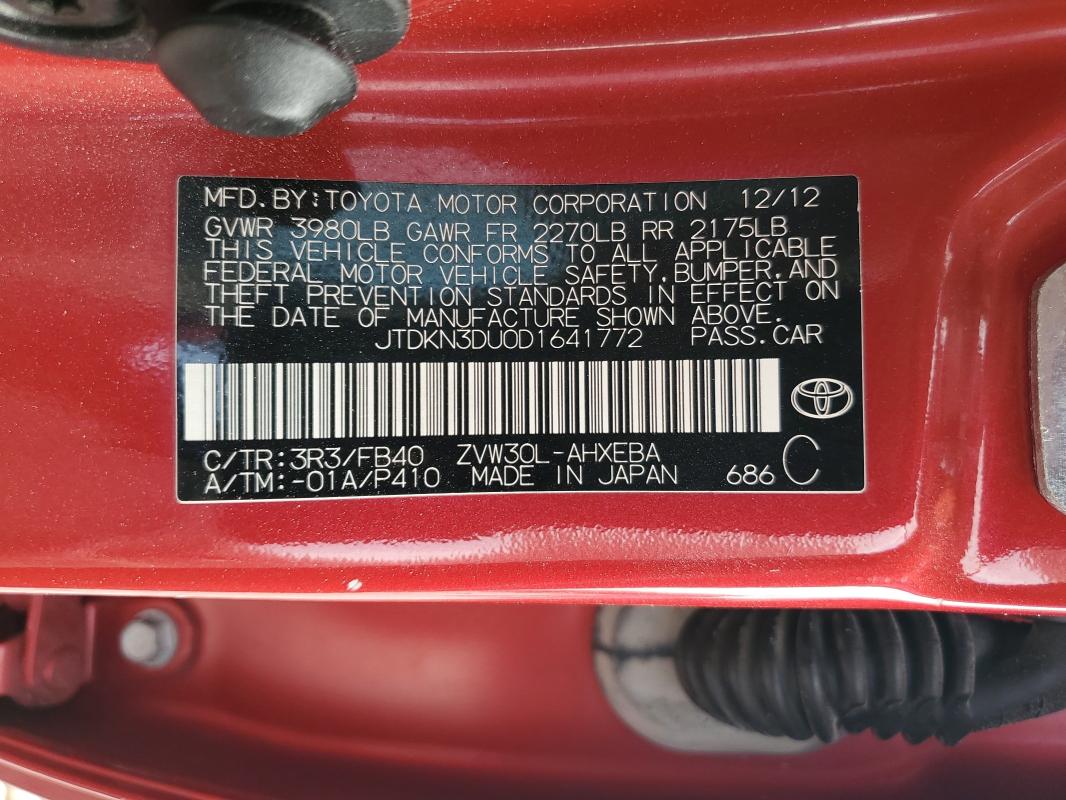 MFD.BY:TOYOTA MOTOR CORPORATION 12/12
GVWR 3980LB GAWR FR 2270LB RR 2175LB
THIS VEHICLE CONFORMS TO ALL APPLICABLE
FEDERAL MOTOR VEHICLE SAFETY,BUMPER,AND
THEFT PREVENTION STANDARDS IN EFFECT ON
THE DATE OF MANUFACTURE SHOWN ABOVE.
JTDKN3DU0D1641772 PASS.CAR
C/TR:3R3/FB40 ZVW30L-AHXEBA
A/TM:-01A/P410 MADE IN JAPAN 686 C